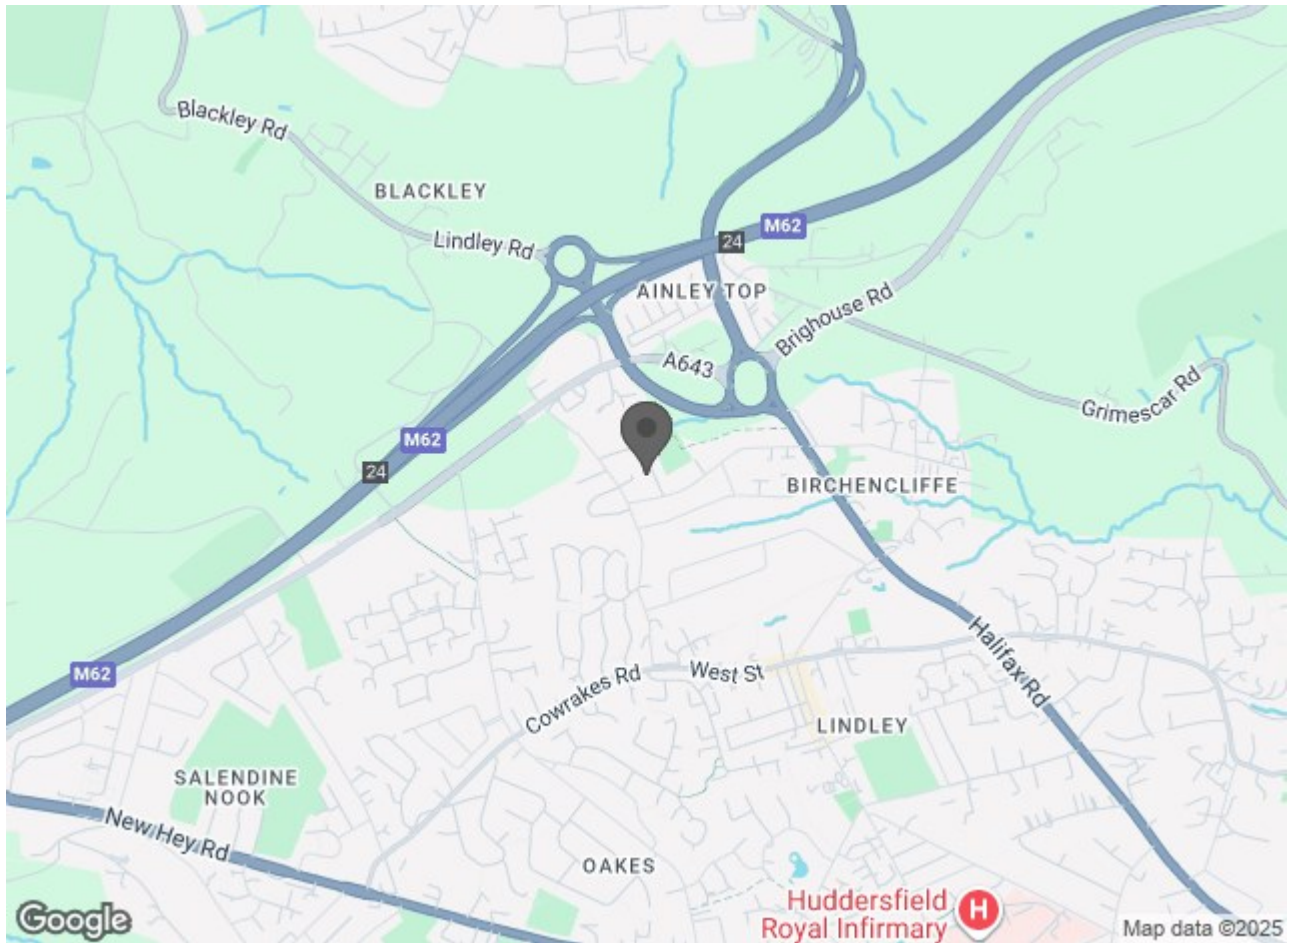 Blackley Rd
BLACKLEY
Lindley Rd
M62
24
AINLEY TOP
Brighouse Rd
A643
Grimescar Rd
M62
24
BIRCHENCLIFFE
Halifax Rd
M62
Cowrakes Rd
West St
LINDLEY
SALENDINE
NOOK
New Hey Rd
OAKES
Huddersfield
Royal Infirmary
H
Google
Map data ©2025